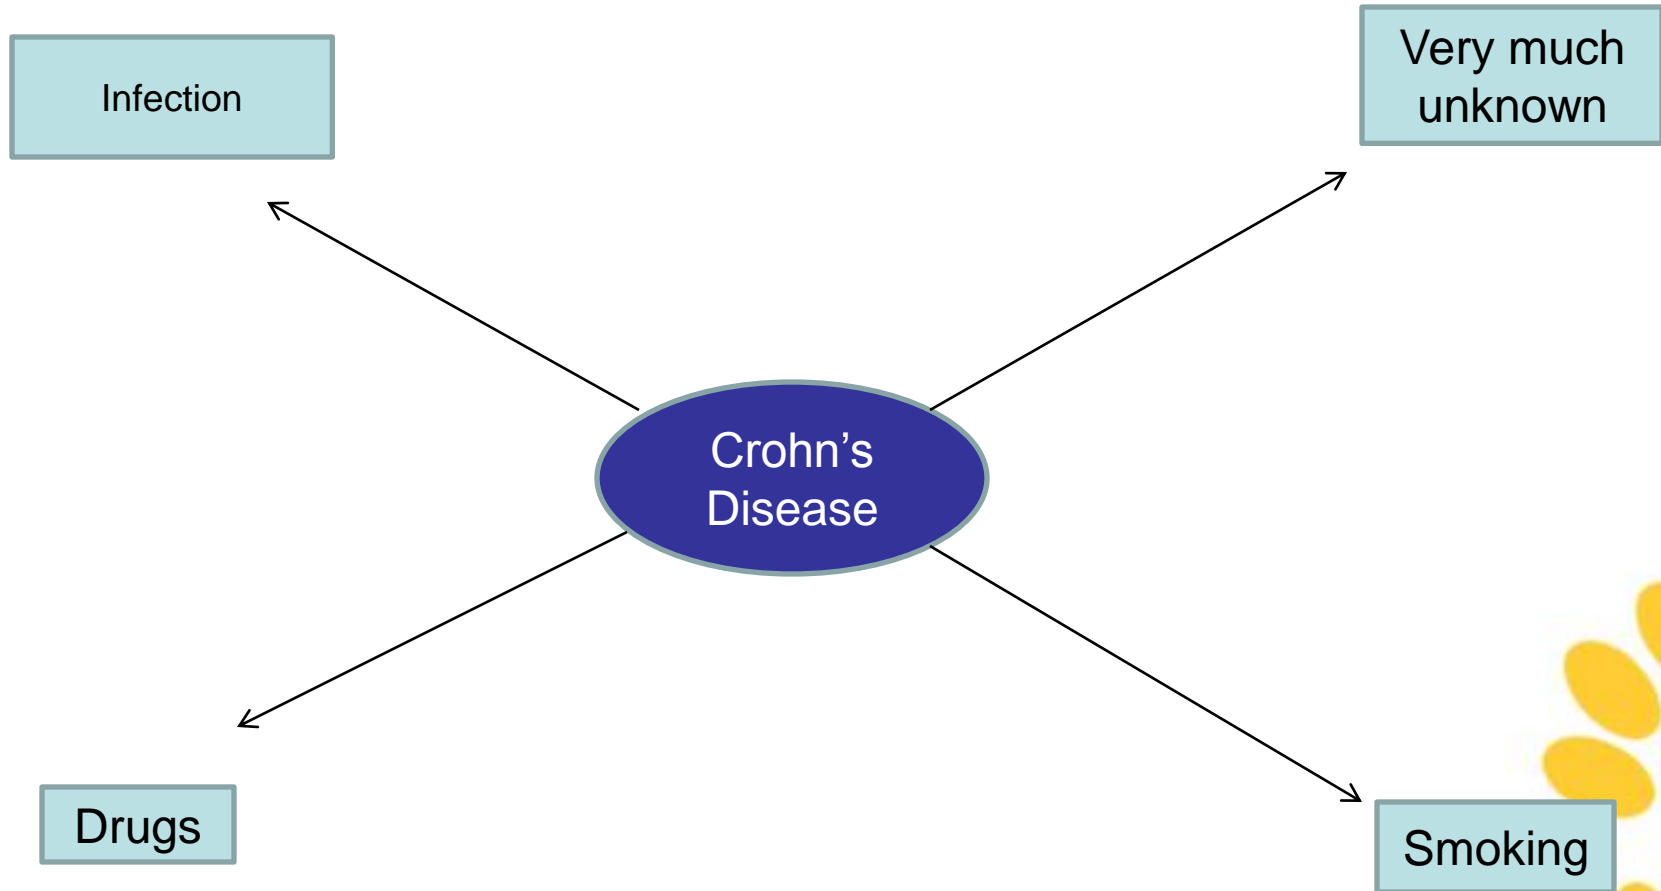 Infection
Very much
unknown
Crohn’s
Disease
Drugs
Smoking